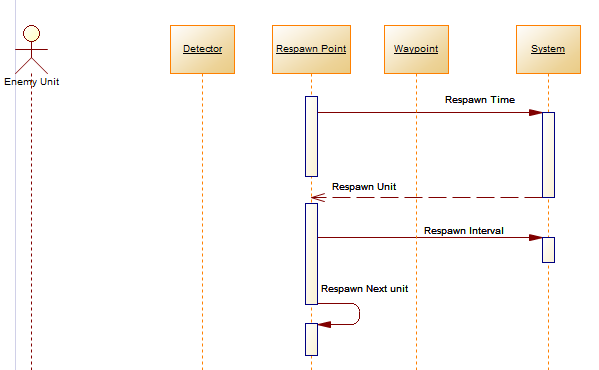 Detector
Respawn Point
Waypoint
System
Enemy Unit
Respawn Time
Respawn Unit
Respawn Interval
Respawn Next unit